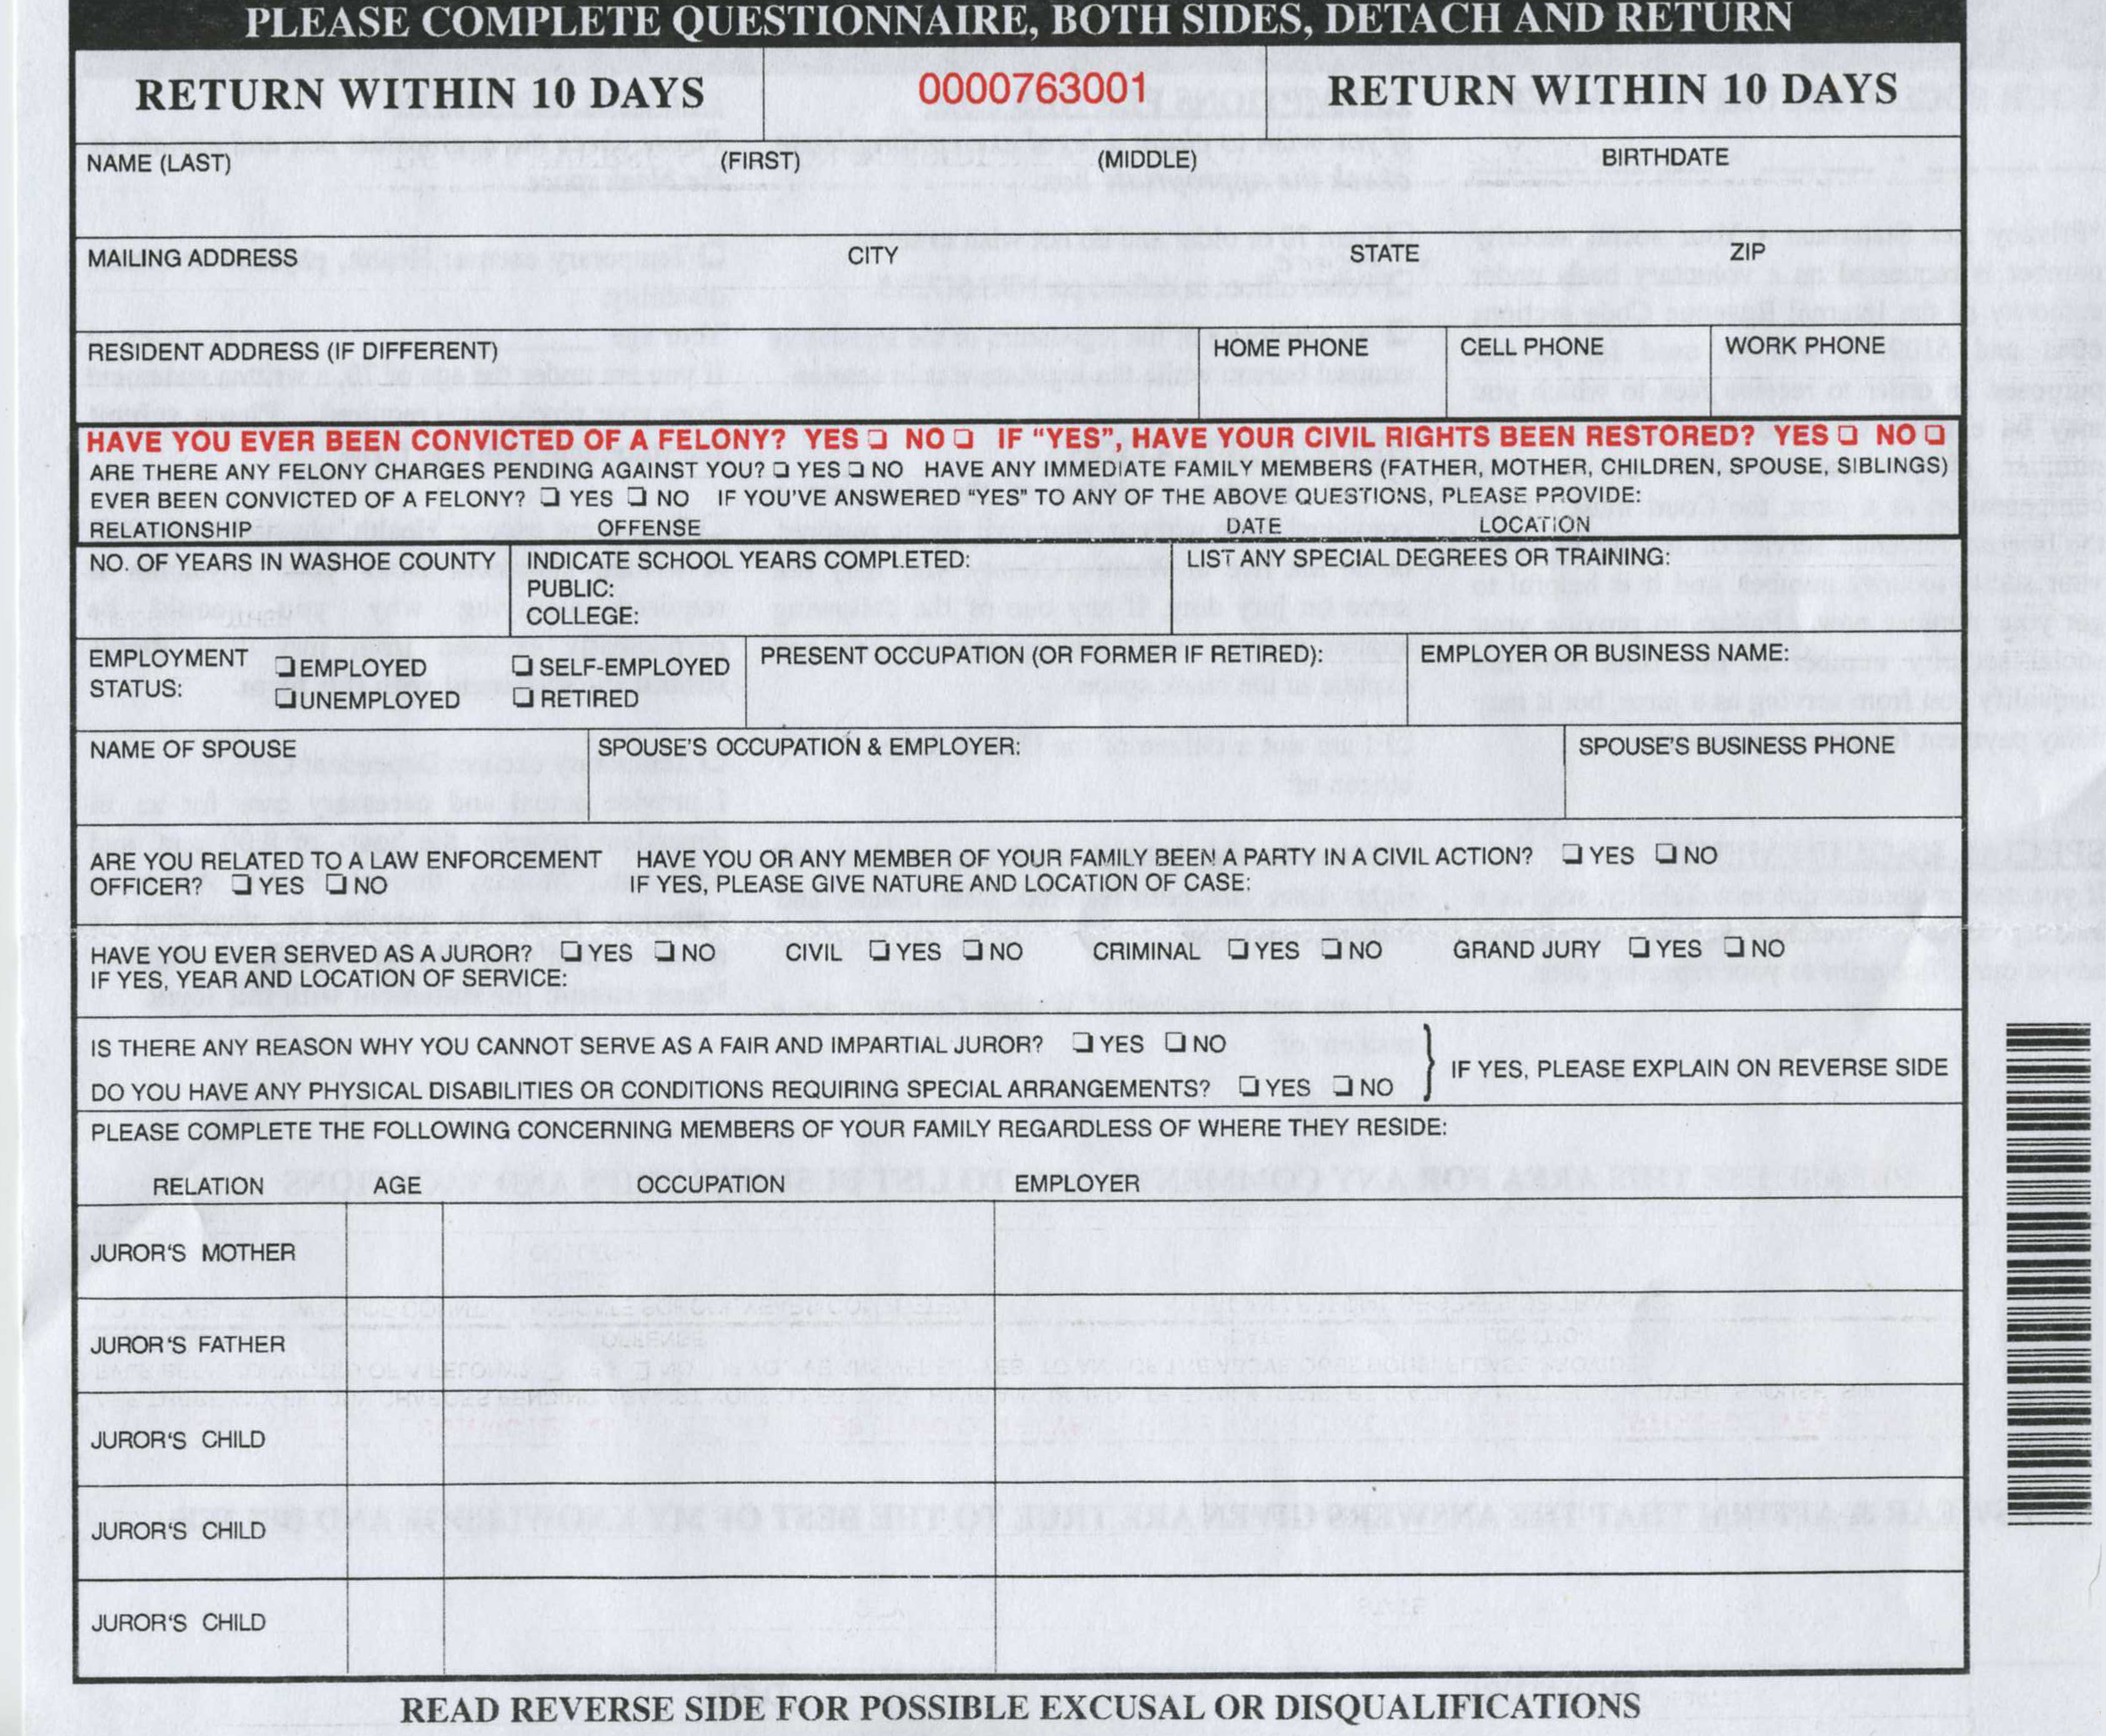 PLEASE COMPLETE QUESTIONNAIRE, BOTH SIDES, DETACH AND RETURN
RETURN WITHIN 10 DAYS 0000763001 RETURN WITHIN 10 DAYS
NAME (LAST) (FIRST) (MIDDLE) BIRTHDATE
MAILING ADDRESS CITY STATE ZIP
RESIDENT ADDRESS (IF DIFFERENT) HOME PHONE CELL PHONE WORK PHONE
HAVE YOU EVER BEEN CONVICTED OF A FELONY? YES ❑ NO ❑ IF “YES”, HAVE YOUR CIVIL RIGHTS BEEN RESTORED? YES ❑ NO ❑
ARE THERE ANY FELONY CHARGES PENDING AGAINST YOU? ❑ YES ❑ NO HAVE ANY IMMEDIATE FAMILY MEMBERS (FATHER, MOTHER, CHILDREN, SPOUSE, SIBLINGS)
EVER BEEN CONVICTED OF A FELONY? ❑ YES ❑ NO IF YOU’VE ANSWERED “YES” TO ANY OF THE ABOVE QUESTIONS, PLEASE PROVIDE:
RELATIONSHIP OFFENSE DATE LOCATION
NO. OF YEARS IN WASHOE COUNTY INDICATE SCHOOL YEARS COMPLETED: LIST ANY SPECIAL DEGREES OR TRAINING:
PUBLIC:
COLLEGE:
EMPLOYMENT ❑ EMPLOYED ❑ SELF-EMPLOYED PRESENT OCCUPATION (OR FORMER IF RETIRED): EMPLOYER OR BUSINESS NAME:
STATUS: ❑ UNEMPLOYED ❑ RETIRED
NAME OF SPOUSE SPOUSE’S OCCUPATION & EMPLOYER: SPOUSE’S BUSINESS PHONE
ARE YOU RELATED TO A LAW ENFORCEMENT HAVE YOU OR ANY MEMBER OF YOUR FAMILY BEEN A PARTY IN A CIVIL ACTION? ❑ YES ❑ NO
OFFICER? ❑ YES ❑ NO IF YES, PLEASE GIVE NATURE AND LOCATION OF CASE:
HAVE YOU EVER SERVED AS A JUROR? ❑ YES ❑ NO CIVIL ❑ YES ❑ NO CRIMINAL ❑ YES ❑ NO GRAND JURY ❑ YES ❑ NO
IF YES, YEAR AND LOCATION OF SERVICE:
IS THERE ANY REASON WHY YOU CANNOT SERVE AS A FAIR AND IMPARTIAL JUROR? ❑ YES ❑ NO
IF YES, PLEASE EXPLAIN ON REVERSE SIDE
DO YOU HAVE ANY PHYSICAL DISABILITIES OR CONDITIONS REQUIRING SPECIAL ARRANGEMENTS? ❑ YES ❑ NO
PLEASE COMPLETE THE FOLLOWING CONCERNING MEMBERS OF YOUR FAMILY REGARDLESS OF WHERE THEY RESIDE:
RELATION AGE OCCUPATION EMPLOYER
JUROR’S MOTHER
JUROR’S FATHER
JUROR’S CHILD
JUROR’S CHILD
JUROR’S CHILD
READ REVERSE SIDE FOR POSSIBLE EXCUSAL OR DISQUALIFICATIONS